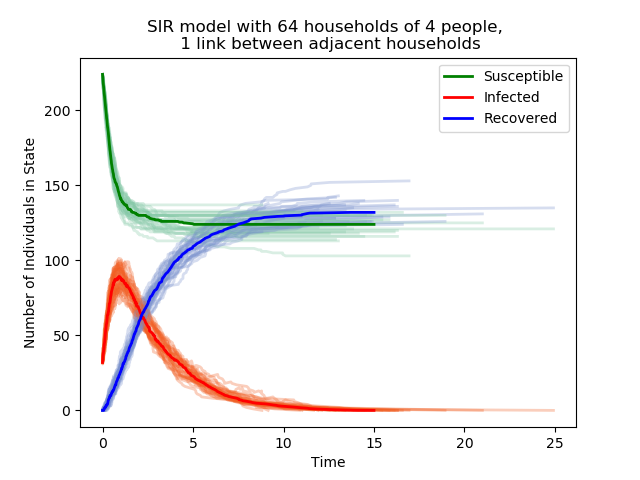 SIR model with 64 households of 4 people,
1 link between adjacent households
Susceptible
Infected
Recovered
Number of Individuals in State
200
150
100
50
0
0 5 10 15 20 25
Time